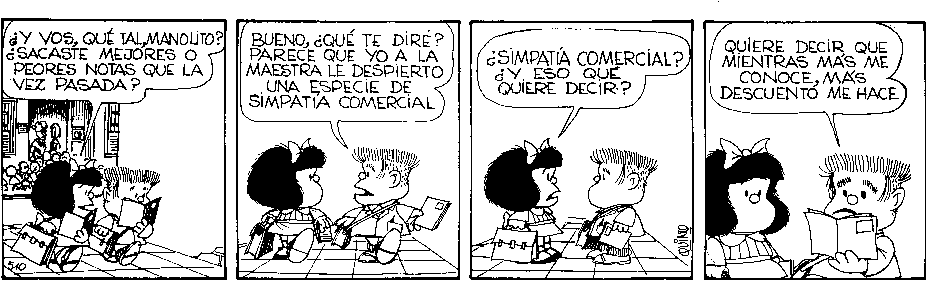 ¿Y VOS, QUÉ TAL, MANOLITO?
¿SACASTE MEJORES O
PEORES NOTAS QUE LA
VEZ PASADA?
BUENO, ¿QUÉ TE DIRÉ?
PARECE QUE YO A LA
MAESTRA LE DESPIERTO
UNA ESPECIE DE
SIMPATÍA COMERCIAL
¿SIMPATÍA COMERCIAL?
¿Y ESO QUÉ
QUIERE DECIR?
QUIERE DECIR QUE
MIENTRAS MÁS ME
CONOCE, MÁS
DESCUENTO ME HACE
QUINO